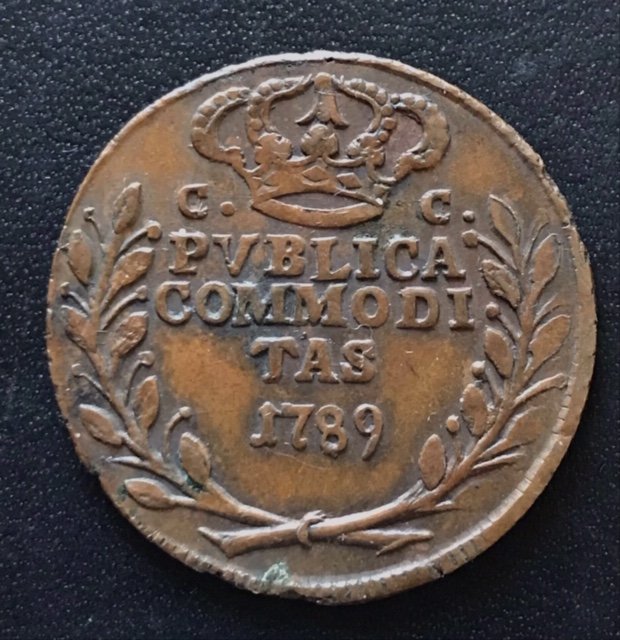 C. C.
PVBLICA
COMMODI
TAS
1789